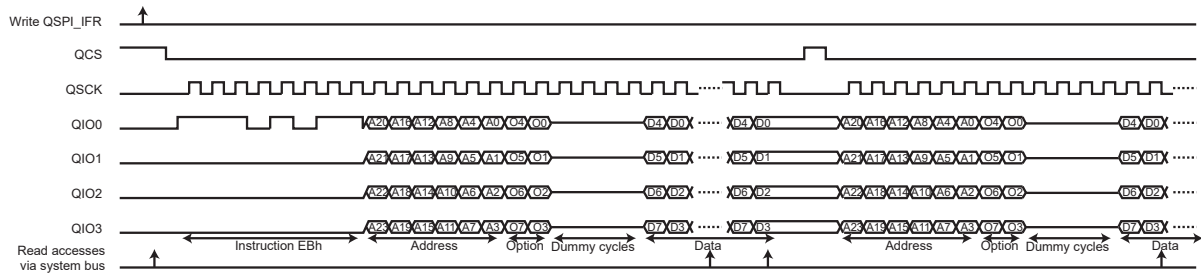 Write QSPI_IFR
QCS
QSCK
QIO0 A20 A16 A12 A8 A4 A0 O4 O0 D4 D0 D4 D0 A20 A16 A12 A8 A4 A0 O4 O0 D4 D0
QIO1 A21 A17 A13 A9 A5 A1 O5 O1 D5 D1 D5 D1 A21 A17 A13 A9 A5 A1 O5 O1 D5 D1
QIO2 A22 A18 A14 A10 A6 A2 O6 O2 D6 D2 D6 D2 A22 A18 A14 A10 A6 A2 O6 O2 D6 D2
QIO3 A23 A19 A15 A11 A7 A3 O7 O3 D7 D3 D7 D3 A23 A19 A15 A11 A7 A3 O7 O3 D7 D3
Instruction EBh Address Option Dummy cycles Data Address Option Dummy cycles Data
Read accesses
via system bus